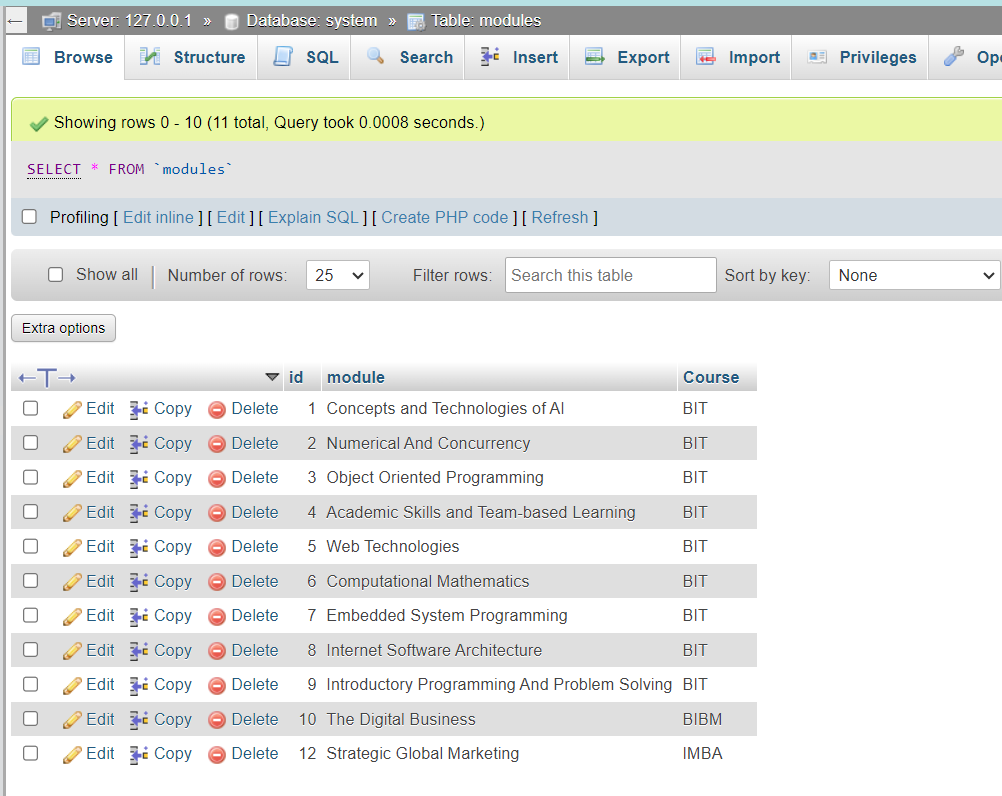 ← Server: 127.0.0.1 » Database: system » Table: modules
Browse Structure SQL Search Insert Export Import Privileges Ope
Showing rows 0 - 10 (11 total, Query took 0.0008 seconds.)
SELECT * FROM `modules`
Profiling [ Edit inline ] [ Edit ] [ Explain SQL ] [ Create PHP code ] [ Refresh ]
Show all | Number of rows: 25 Filter rows: Search this table Sort by key: None
Extra options
←T→ id module Course
Edit Copy Delete 1 Concepts and Technologies of AI BIT
Edit Copy Delete 2 Numerical And Concurrency BIT
Edit Copy Delete 3 Object Oriented Programming BIT
Edit Copy Delete 4 Academic Skills and Team-based Learning BIT
Edit Copy Delete 5 Web Technologies BIT
Edit Copy Delete 6 Computational Mathematics BIT
Edit Copy Delete 7 Embedded System Programming BIT
Edit Copy Delete 8 Internet Software Architecture BIT
Edit Copy Delete 9 Introductory Programming And Problem Solving BIT
Edit Copy Delete 10 The Digital Business BIBM
Edit Copy Delete 12 Strategic Global Marketing IMBA